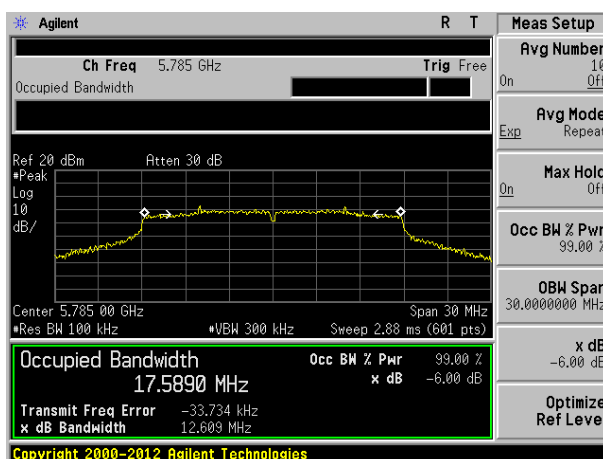 Agilent R T Meas Setup
Avg Number
10
On Off
Ch Freq 5.785 GHz Trig Free
Occupied Bandwidth
Avg Mode
Exp Repeat
Ref 20 dBm Atten 30 dB
#Peak
Log
10
dB/
Max Hold
On Off
Occ BW % Pwr
99.00 %
OBW Span
30.0000000 MHz
Center 5.785 00 GHz Span 30 MHz
#Res BW 100 kHz #VBW 300 kHz Sweep 2.88 ms (601 pts)
x dB
-6.00 dB
Occupied Bandwidth Occ BW % Pwr 99.00 %
17.5890 MHz x dB -6.00 dB
Optimize
Ref Level
Transmit Freq Error -33.734 kHz
x dB Bandwidth 12.609 MHz
Copyright 2000-2012 Agilent Technologies